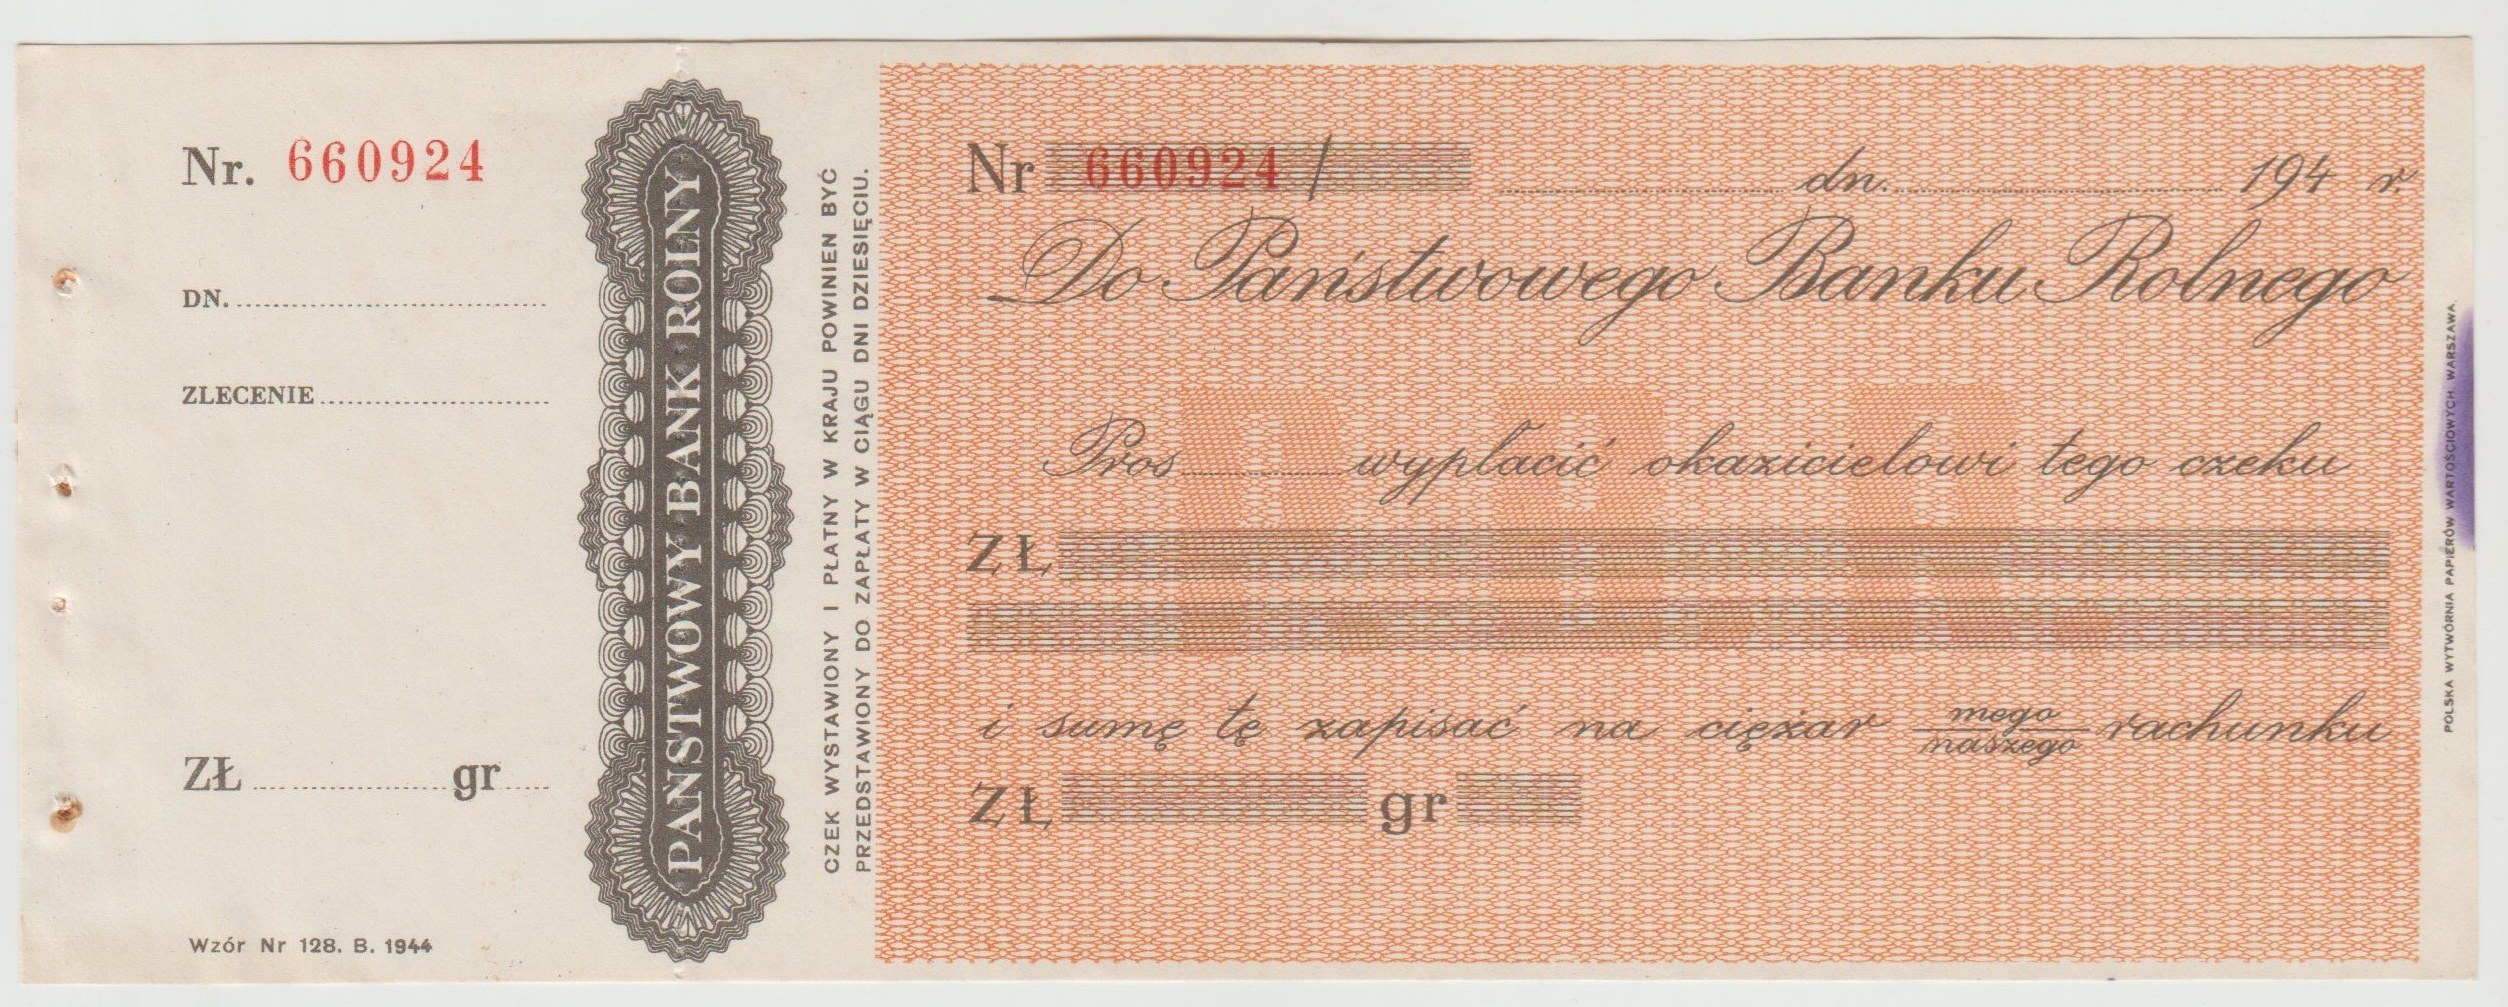 Nr. 660924
DN.
ZLECENIE
ZŁ gr
Wzór Nr 128. B. 1944
PAŃSTWOWY BANK ROLNY
CZEK WYSTAWIONY I PŁATNY W KRAJU POWINIEN BYĆ
PRZEDSTAWIONY DO ZAPŁATY W CIĄGU DNI DZIESIĘCIU.
Nr 660924 /
dn. 194 r.
Do Państwowego Banku Rolnego
PBR
Pros wypłacić okazicielowi tego czeku
ZŁ
i sumę tę zapisać na ciężar mego
naszego rachunku
ZŁ gr
POLSKA WYTWÓRNIA PAPIERÓW WARTOŚCIOWYCH. WARSZAWA.